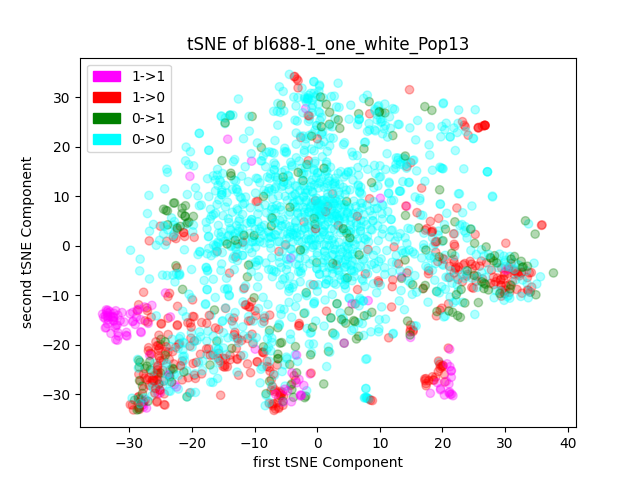 tSNE of bl688-1_one_white_Pop13
1->1
1->0
0->1
0->0
30
20
10
0
−10
−20
−30
second tSNE Component
−30 −20 −10 0 10 20 30 40
first tSNE Component